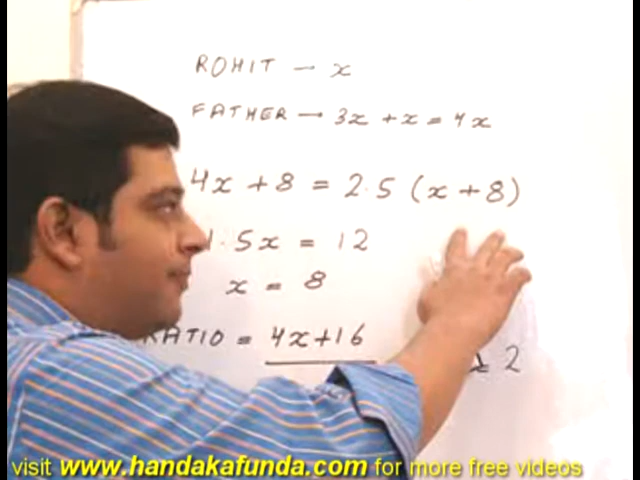 ROHIT — x
FATHER — 3x + x = 4x
4x + 8 = 2.5 (x + 8)
.5x = 12
x = 8
RATIO = 4x+16
2
visit www.handakafunda.com for more free videos